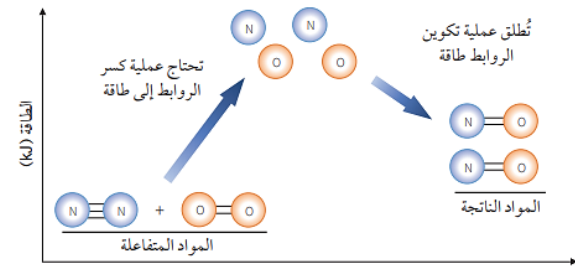 N
N
O
O
تحتاج عملية كسر
الروابط إلى طاقة
تُطلق عملية تكوين
الروابط طاقة
الطاقة (kJ)
N O
N O
المواد الناتجة
N N + O O
المواد المتفاعلة